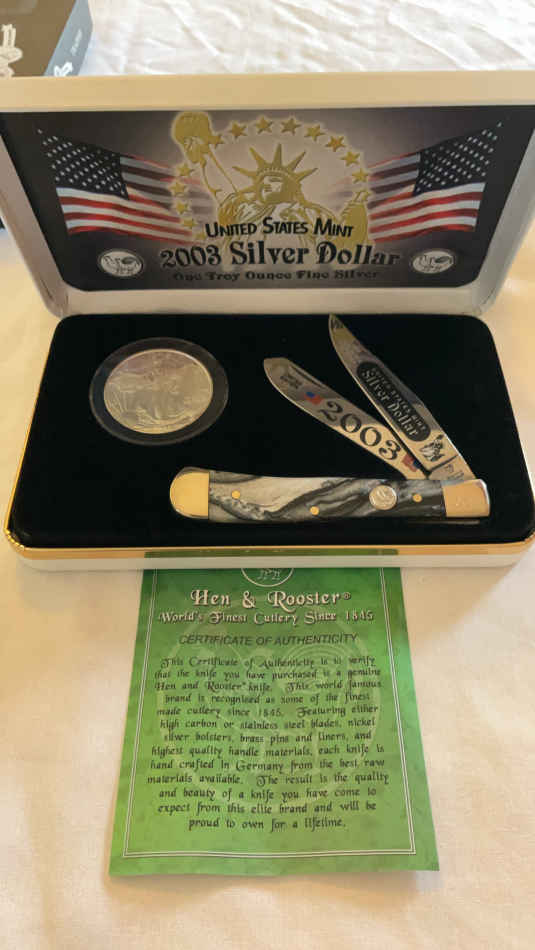 UNITED STATES MINT
2003 Silver Dollar
One Troy Ounce Fine Silver
UNITED STATES MINT
Silver Dollar
2003
Hen & Rooster®
World's Finest Cutlery Since 1845
CERTIFICATE OF AUTHENTICITY
This Certificate of Authenticity is to verify
that the knife you have purchased is a genuine
Hen and Rooster® knife. This world famous
brand is recognized as some of the finest
made cutlery since 1845. Featuring either
high carbon or stainless steel blades, nickel
silver bolsters, brass pins and liners, and
highest quality handle materials, each knife is
hand crafted in Germany from the best raw
materials available. The result is the quality
and beauty of a knife you have come to
expect from this elite brand and will be
proud to own for a lifetime.